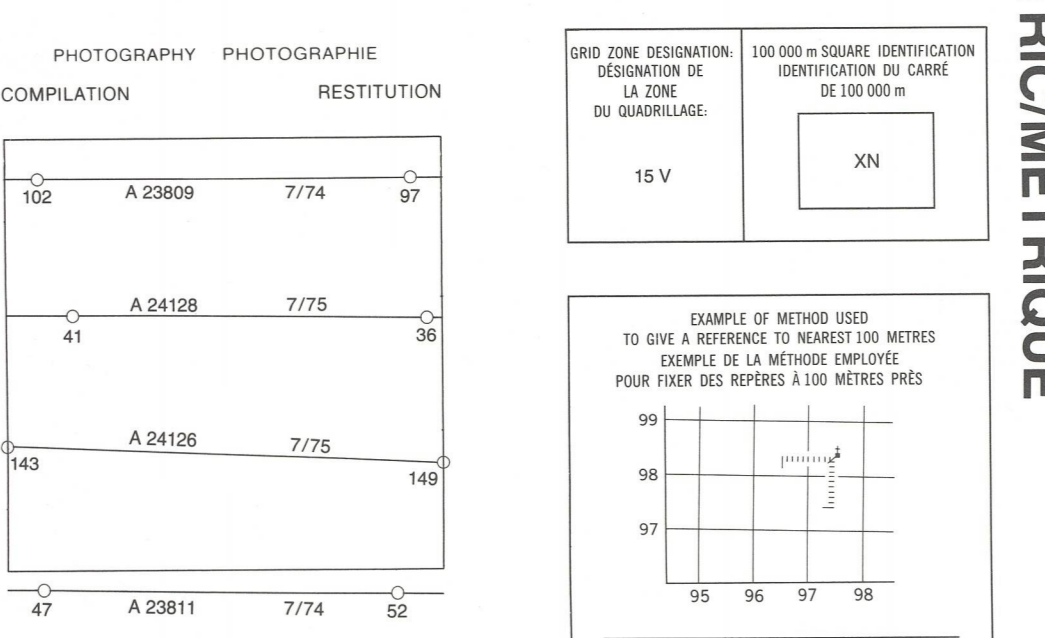 PHOTOGRAPHY PHOTOGRAPHIE
COMPILATION RESTITUTION
102 A 23809 7/74 97
A 24128 7/75
41 36
A 24126 7/75
143 149
47 A 23811 7/74 52
GRID ZONE DESIGNATION:
DÉSIGNATION DE
LA ZONE
DU QUADRILLAGE:
15 V
100 000 m SQUARE IDENTIFICATION
IDENTIFICATION DU CARRÉ
DE 100 000 m
XN
EXAMPLE OF METHOD USED
TO GIVE A REFERENCE TO NEAREST 100 METRES
EXEMPLE DE LA MÉTHODE EMPLOYÉE
POUR FIXER DES REPÈRES À 100 MÈTRES PRÈS
99
98
97
95 96 97 98
RIC/MÉTRIQUE